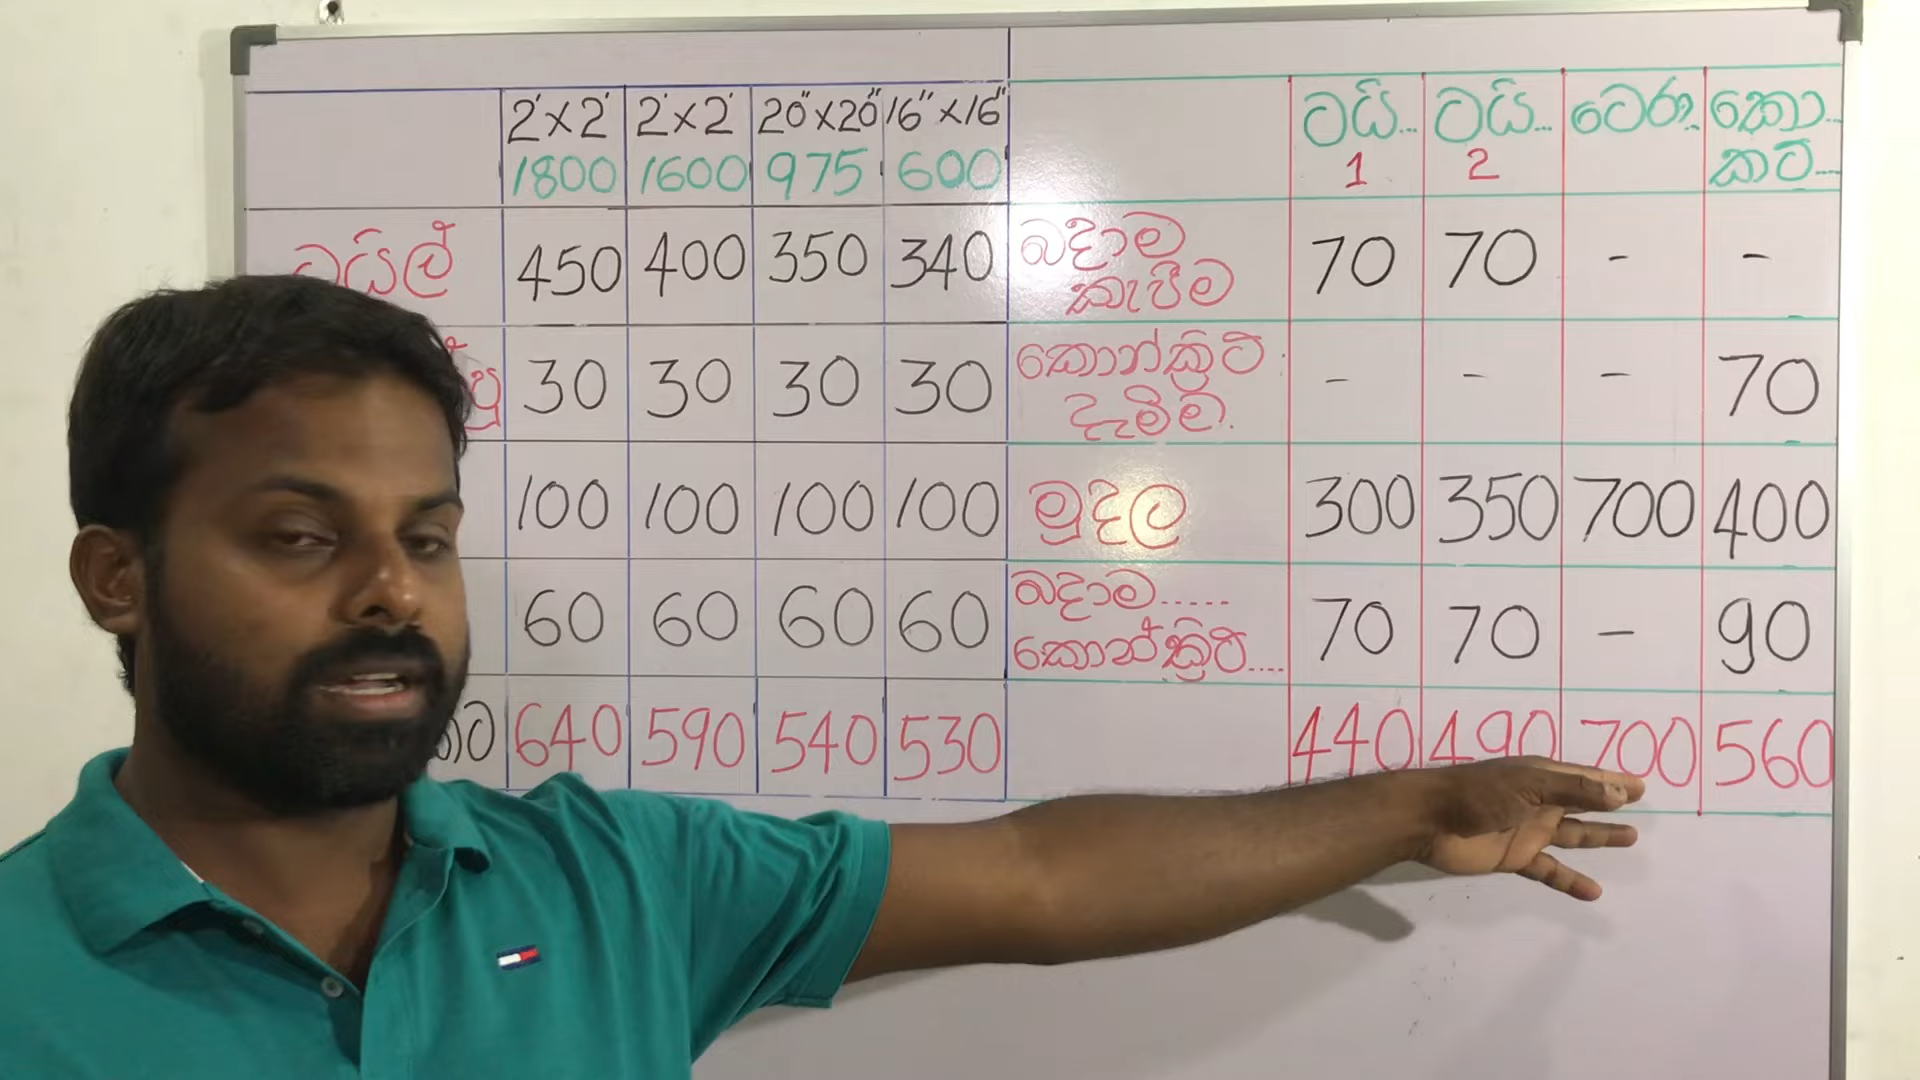 2'×2' 2'×2' 20"×20" 16"×16" ටයි... ටයි... ටෙරා.. කො...
1800 1600 975 600 1 2 කට....
ටයිල් 450 400 350 340 බදාම 70 70 - -
කැපීම
30 30 30 30 කොන්ක්‍රිට් - - - 70
දැමීම.
100 100 100 100 මුදල 300 350 700 400
60 60 60 60 බදාම...... 70 70 - 90
කොන්ක්‍රිට්....
640 590 540 530 440 490 700 560